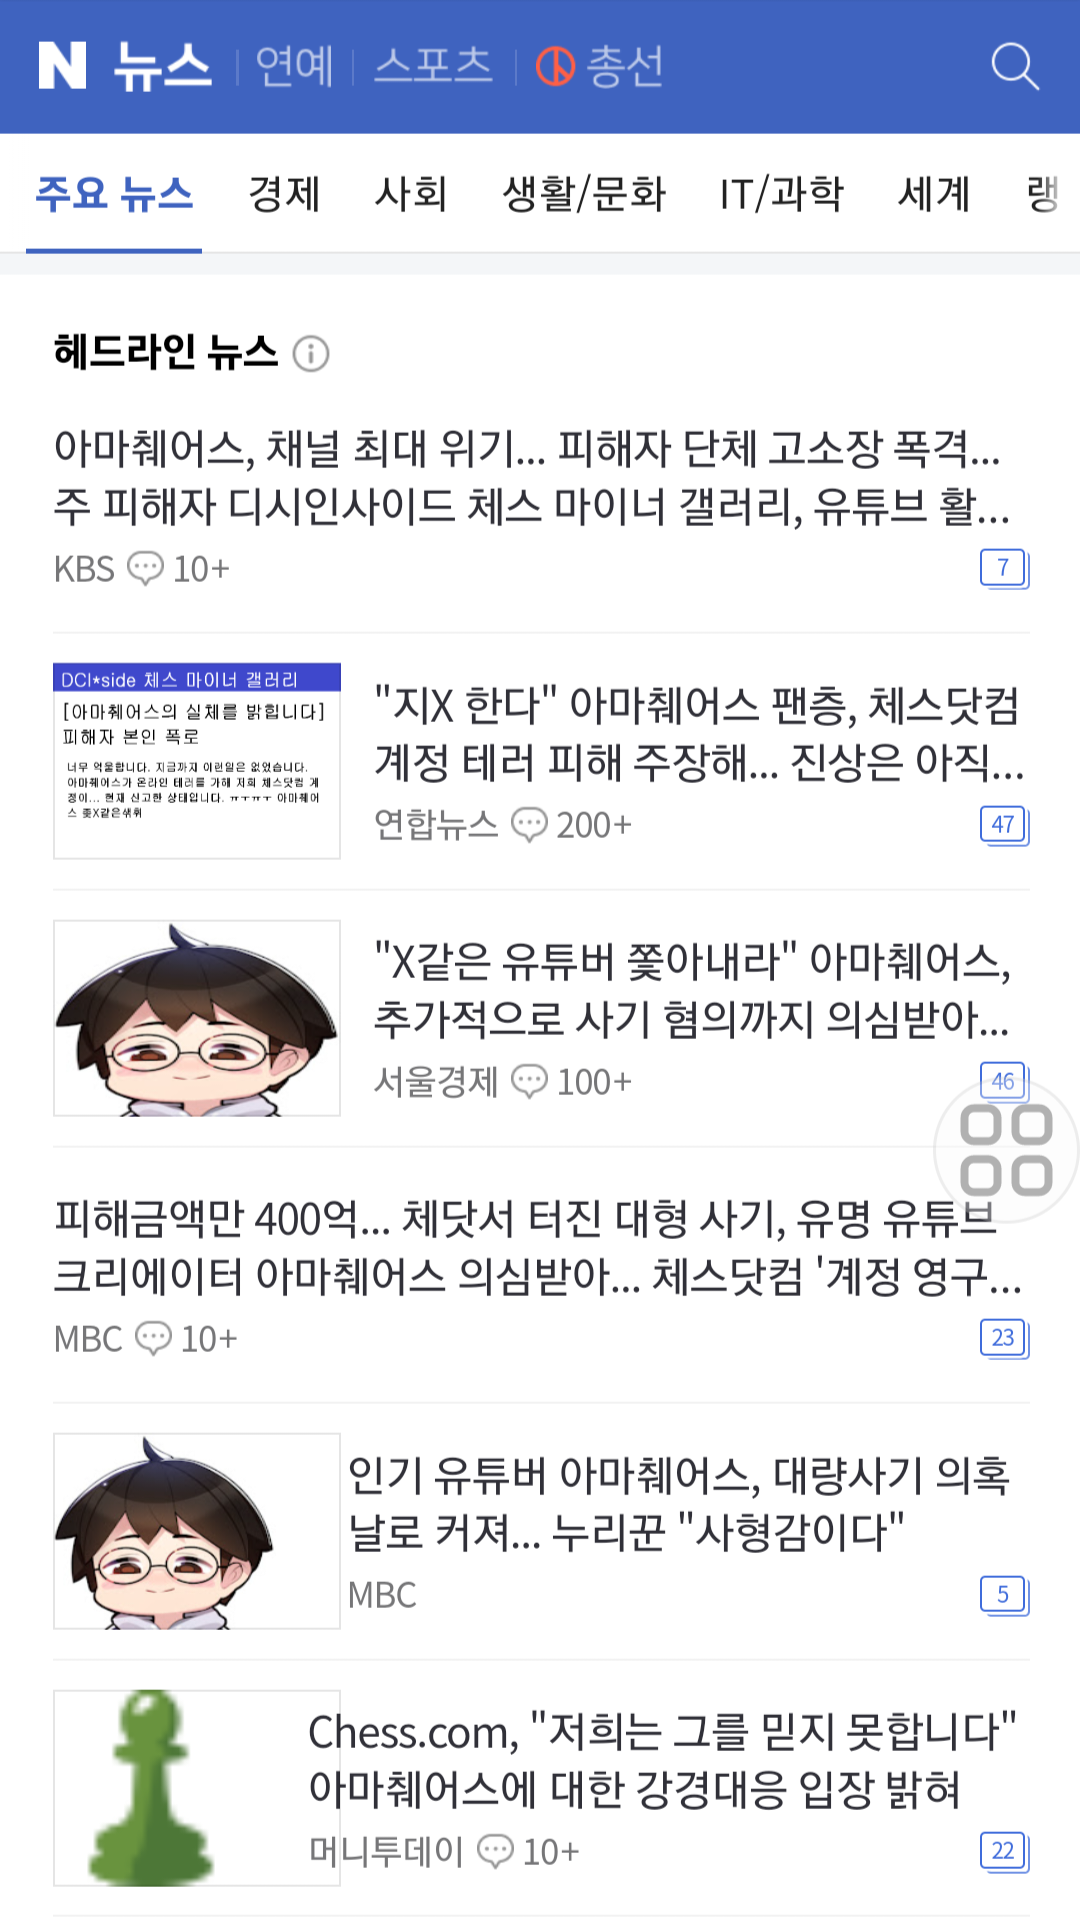 N 뉴스 연예 스포츠 총선
주요 뉴스 경제 사회 생활/문화 IT/과학 세계 랭
헤드라인 뉴스
아마췌어스, 채널 최대 위기... 피해자 단체 고소장 폭격...
주 피해자 디시인사이드 체스 마이너 갤러리, 유튜브 활...
KBS 10+ 7
DCI*side 체스 마이너 갤러리
[아마췌어스의 실체를 밝힙니다]
피해자 본인 폭로
너무 억울합니다. 지금까지 이런일은 없었습니다.
아마췌어스가 온라인 테러를 가해 저희 체스닷컴 계
정이... 현재 신고한 상태입니다. ㅠㅜㅠㅜ 아마췌어
스 좆X같은새퀴
"지X 한다" 아마췌어스 팬층, 체스닷컴
계정 테러 피해 주장해... 진상은 아직...
연합뉴스 200+ 47
"X같은 유튜버 쫓아내라" 아마췌어스,
추가적으로 사기 혐의까지 의심받아...
서울경제 100+ 46
피해금액만 400억... 체닷서 터진 대형 사기, 유명 유튜브
크리에이터 아마췌어스 의심받아... 체스닷컴 '계정 영구...
MBC 10+ 23
인기 유튜버 아마췌어스, 대량사기 의혹
날로 커져... 누리꾼 "사형감이다"
MBC 5
Chess.com, "저희는 그를 믿지 못합니다"
아마췌어스에 대한 강경대응 입장 밝혀
머니투데이 10+ 22